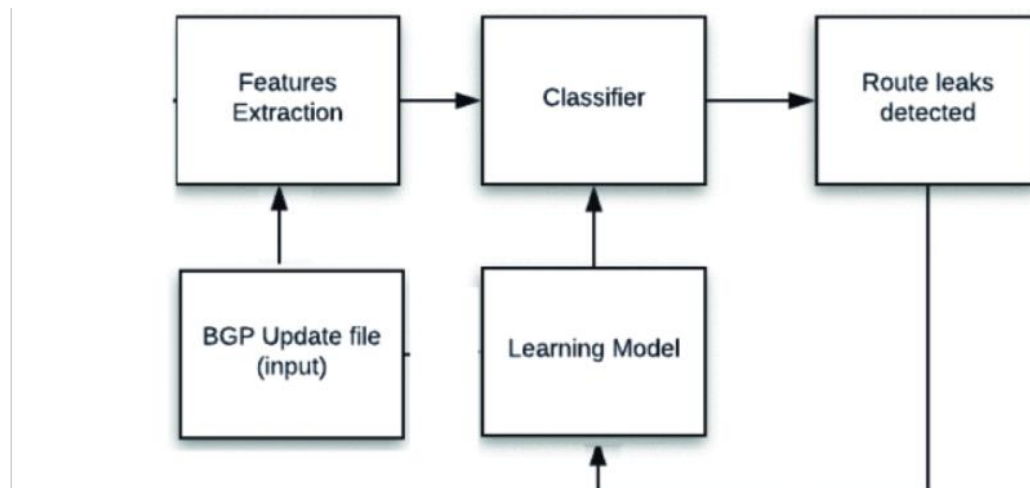 Features
Extraction
Classifier
Route leaks
detected
BGP Update file
(input)
Learning Model